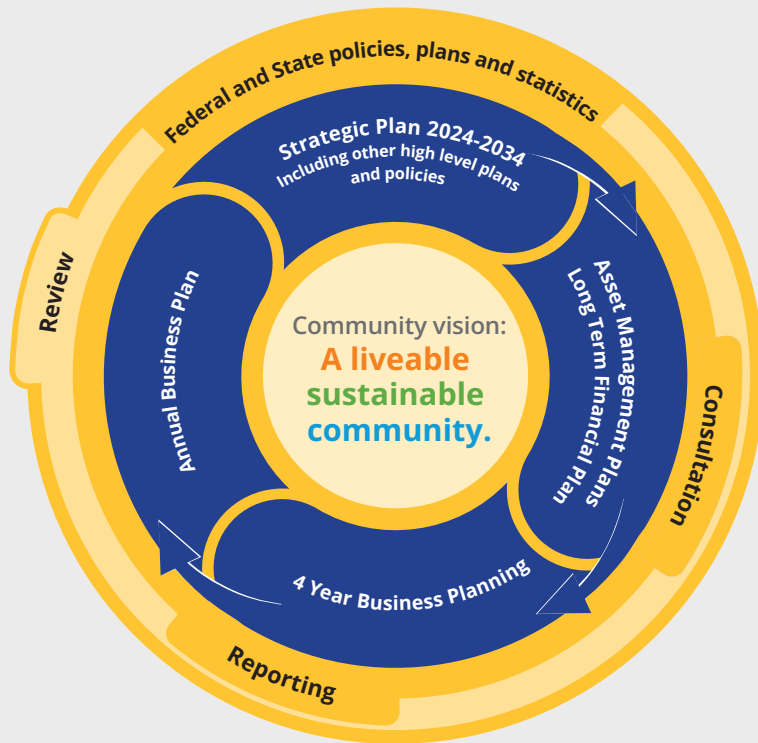 Federal and State policies, plans and statistics
Strategic Plan 2024-2034
Including other high level plans
and policies
Asset Management Plans
Long Term Financial Plan
Consultation
4 Year Business Planning
Reporting
Annual Business Plan
Review
Community vision:
A liveable
sustainable
community.